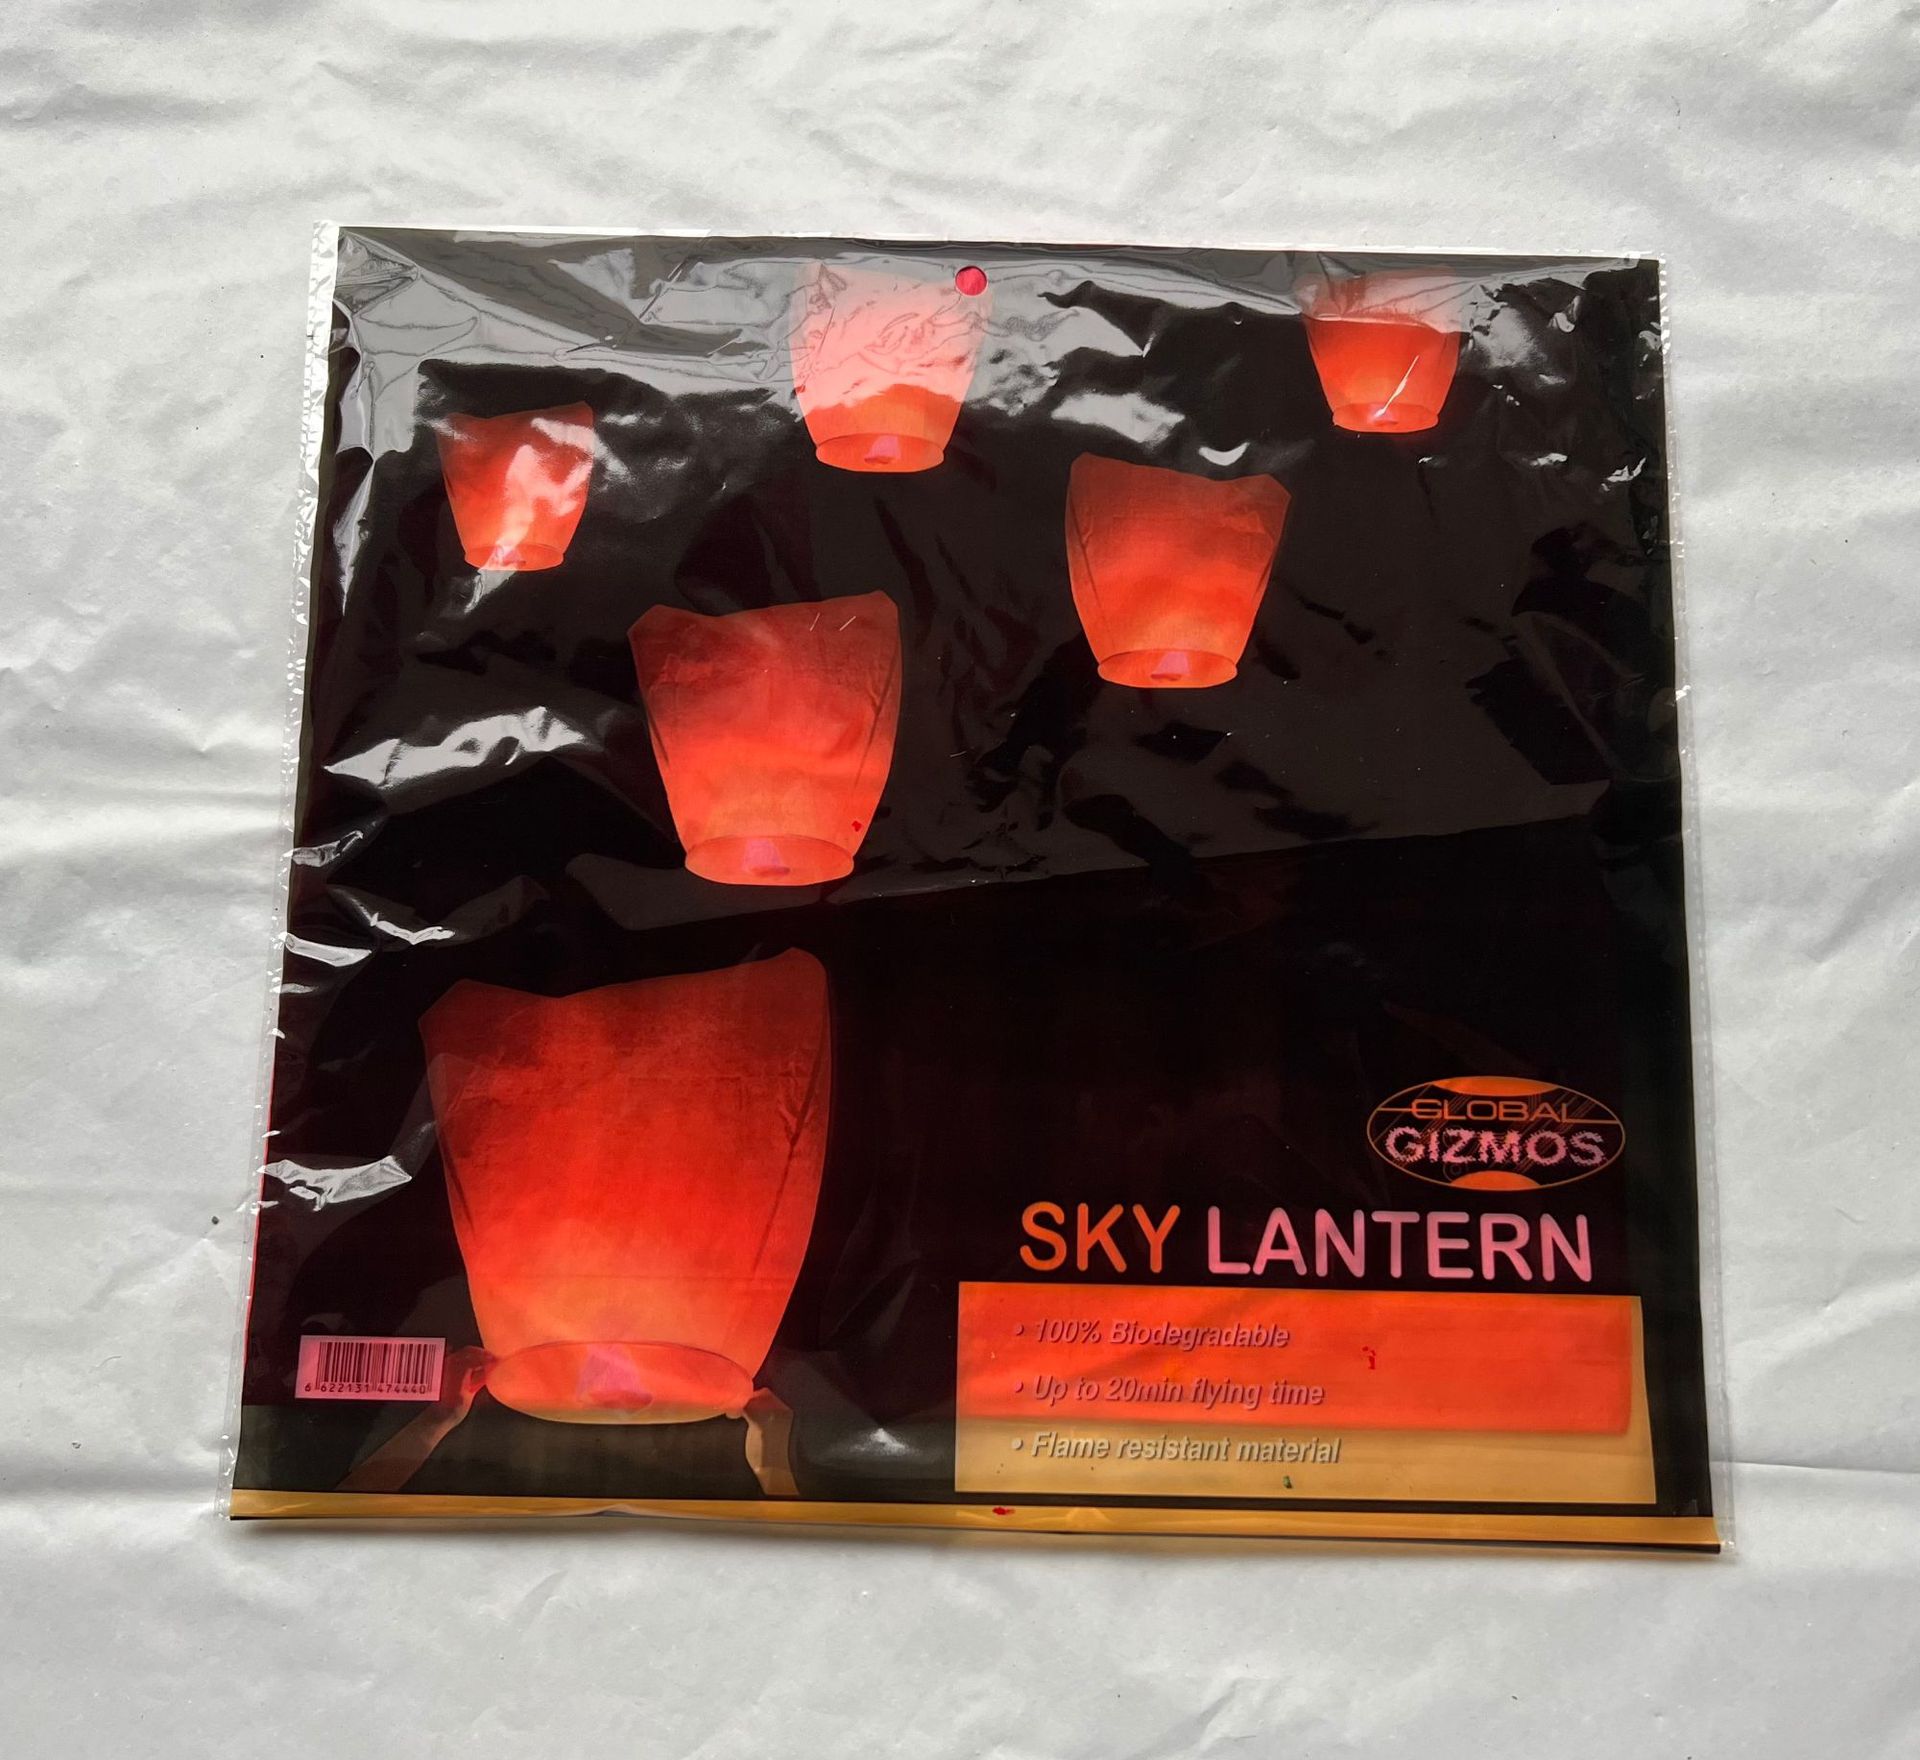 GLOBAL
GIZMOS
SKY LANTERN
• 100% Biodegradable
• Up to 20min flying time
• Flame resistant material
6 622131 474440